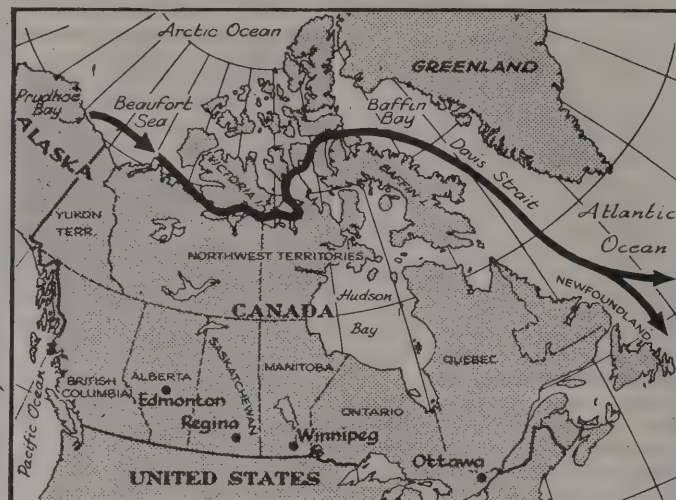 Arctic Ocean
GREENLAND
Prudhoe
Bay
Beaufort
Sea
Baffin
Bay
ALASKA
VICTORIA I.
Davis Strait
BAFFIN I.
Atlantic
Ocean
YUKON
TERR.
NORTHWEST TERRITORIES
NEWFOUNDLAND
CANADA
Hudson
Bay
SASKATCHEWAN
MANITOBA
QUEBEC
BRITISH
COLUMBIA
ALBERTA
Edmonton
ONTARIO
Pacific Ocean
Regina
Winnipeg
Ottawa
UNITED STATES